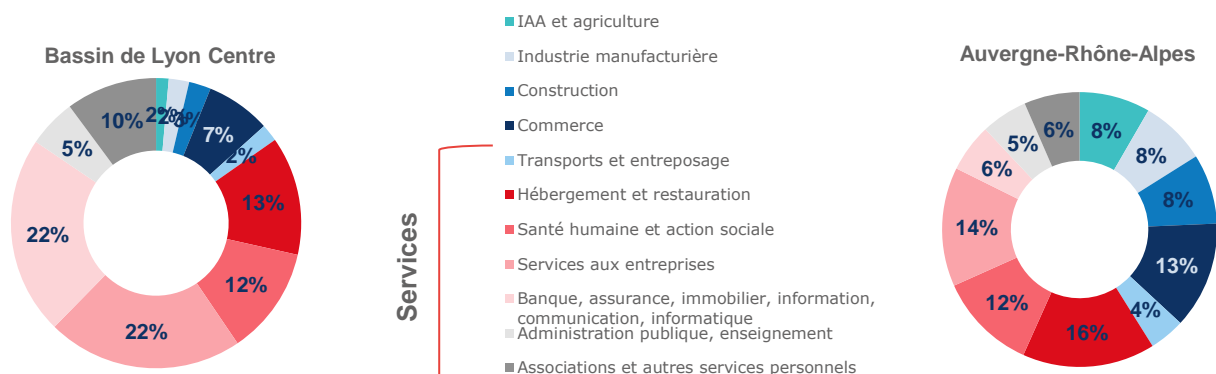 Bassin de Lyon Centre
2%
2%
3%
7%
2%
13%
12%
22%
22%
5%
10%
Services
IAA et agriculture
Industrie manufacturière
Construction
Commerce
Transports et entreposage
Hébergement et restauration
Santé humaine et action sociale
Services aux entreprises
Banque, assurance, immobilier, information,
communication, informatique
Administration publique, enseignement
Associations et autres services personnels
Auvergne-Rhône-Alpes
8%
8%
8%
13%
4%
16%
12%
14%
6%
5%
6%